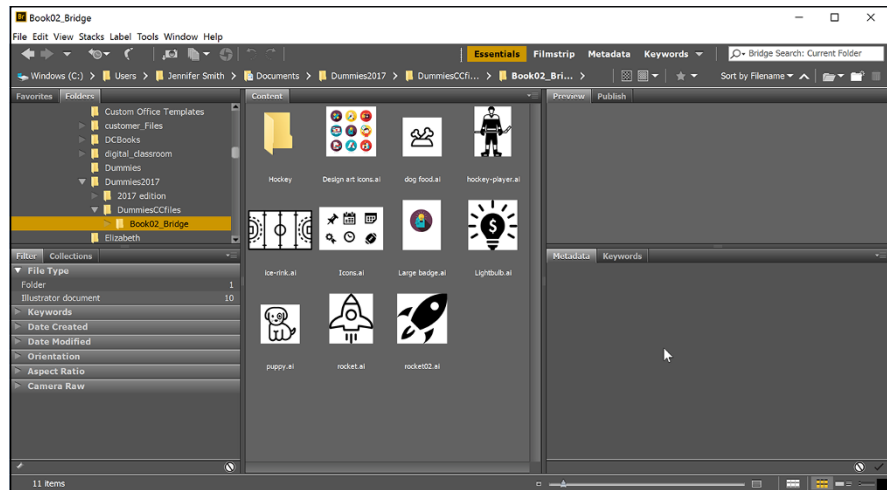 Br Book02_Bridge
File Edit View Stacks Label Tools Window Help
Essentials Filmstrip Metadata Keywords Bridge Search: Current Folder
Windows (C:) > Users > Jennifer Smith > Documents > Dummies2017 > DummiesCCfi... > Book02_Bri... > Sort by Filename
Favorites Folders
Custom Office Templates
customer_Files
DCBooks
digital_classroom
Dummies
Dummies2017
2017 edition
DummiesCCfiles
Book02_Bridge
Elizabeth
Filter Collections
File Type
Folder 1
Illustrator document 10
Keywords
Date Created
Date Modified
Orientation
Aspect Ratio
Camera Raw
Content
Hockey Design art icons.ai dog food.ai hockey-player.ai
ice-rink.ai Icons.ai Large badge.ai Lightbulb.ai
puppy.ai rocket.ai rocket02.ai
Preview Publish
Metadata Keywords
11 items